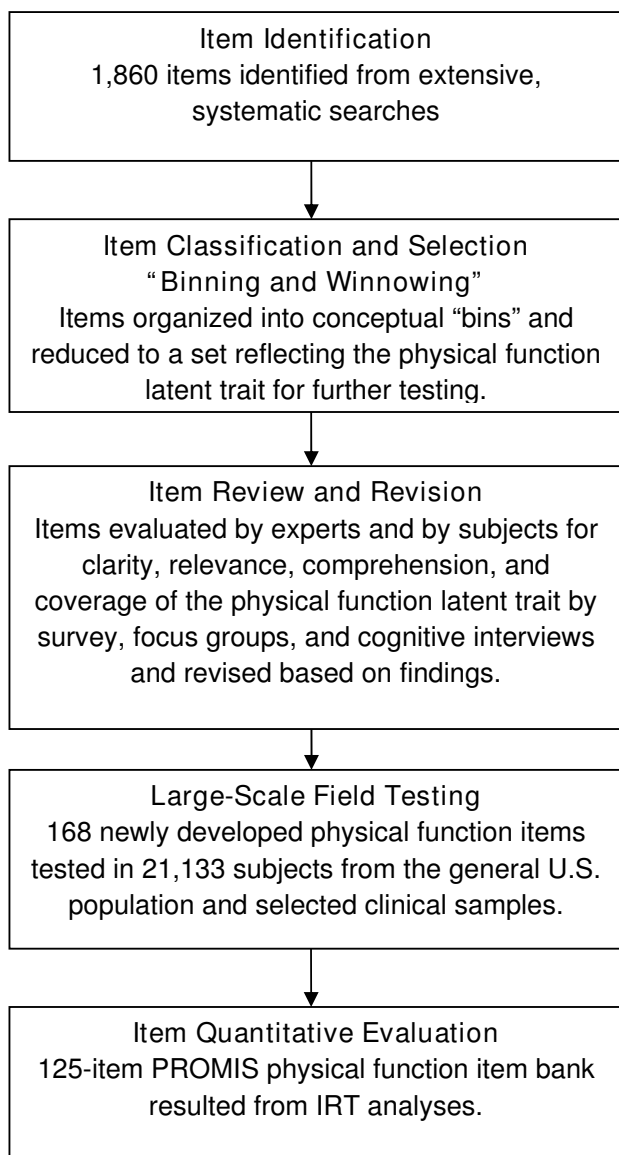 Item Identification
1,860 items identified from extensive,
systematic searches
Item Classification and Selection
“Binning and Winnowing”
Items organized into conceptual “bins” and
reduced to a set reflecting the physical function
latent trait for further testing.
Item Review and Revision
Items evaluated by experts and by subjects for
clarity, relevance, comprehension, and
coverage of the physical function latent trait by
survey, focus groups, and cognitive interviews
and revised based on findings.
Large-Scale Field Testing
168 newly developed physical function items
tested in 21,133 subjects from the general U.S.
population and selected clinical samples.
Item Quantitative Evaluation
125-item PROMIS physical function item bank
resulted from IRT analyses.